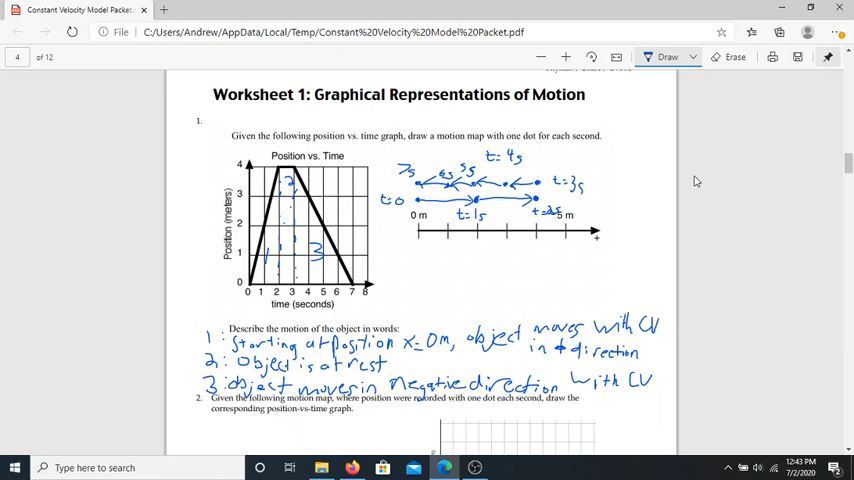 Constant Velocity Model Packet.
File
C:/Users/Andrew/AppData/Local/Temp/Constant%20Velocity%20Model%20Packet.pdf
4 of 12
Draw
Erase
Worksheet 1: Graphical Representations of Motion
1.
Given the following position vs. time graph, draw a motion map with one dot for each second.
Position vs. Time
Position (meters)
4
3
2
1
0
0 1 2 3 4 5 6 7 8
time (seconds)
1 2 3
7s 6s 5s t=4s
t=3s
t=0
t=1s
t=2s
0 m
5 m
+
Describe the motion of the object in words:
1: Starting at position x=0m, object moves with CV
in + direction
2: Object is at rest
3: object moves in negative direction with CV
2. Given the following motion map, where position were recorded with one dot each second, draw the
corresponding position-vs-time graph.
Type here to search
12:43 PM
7/2/2020
2